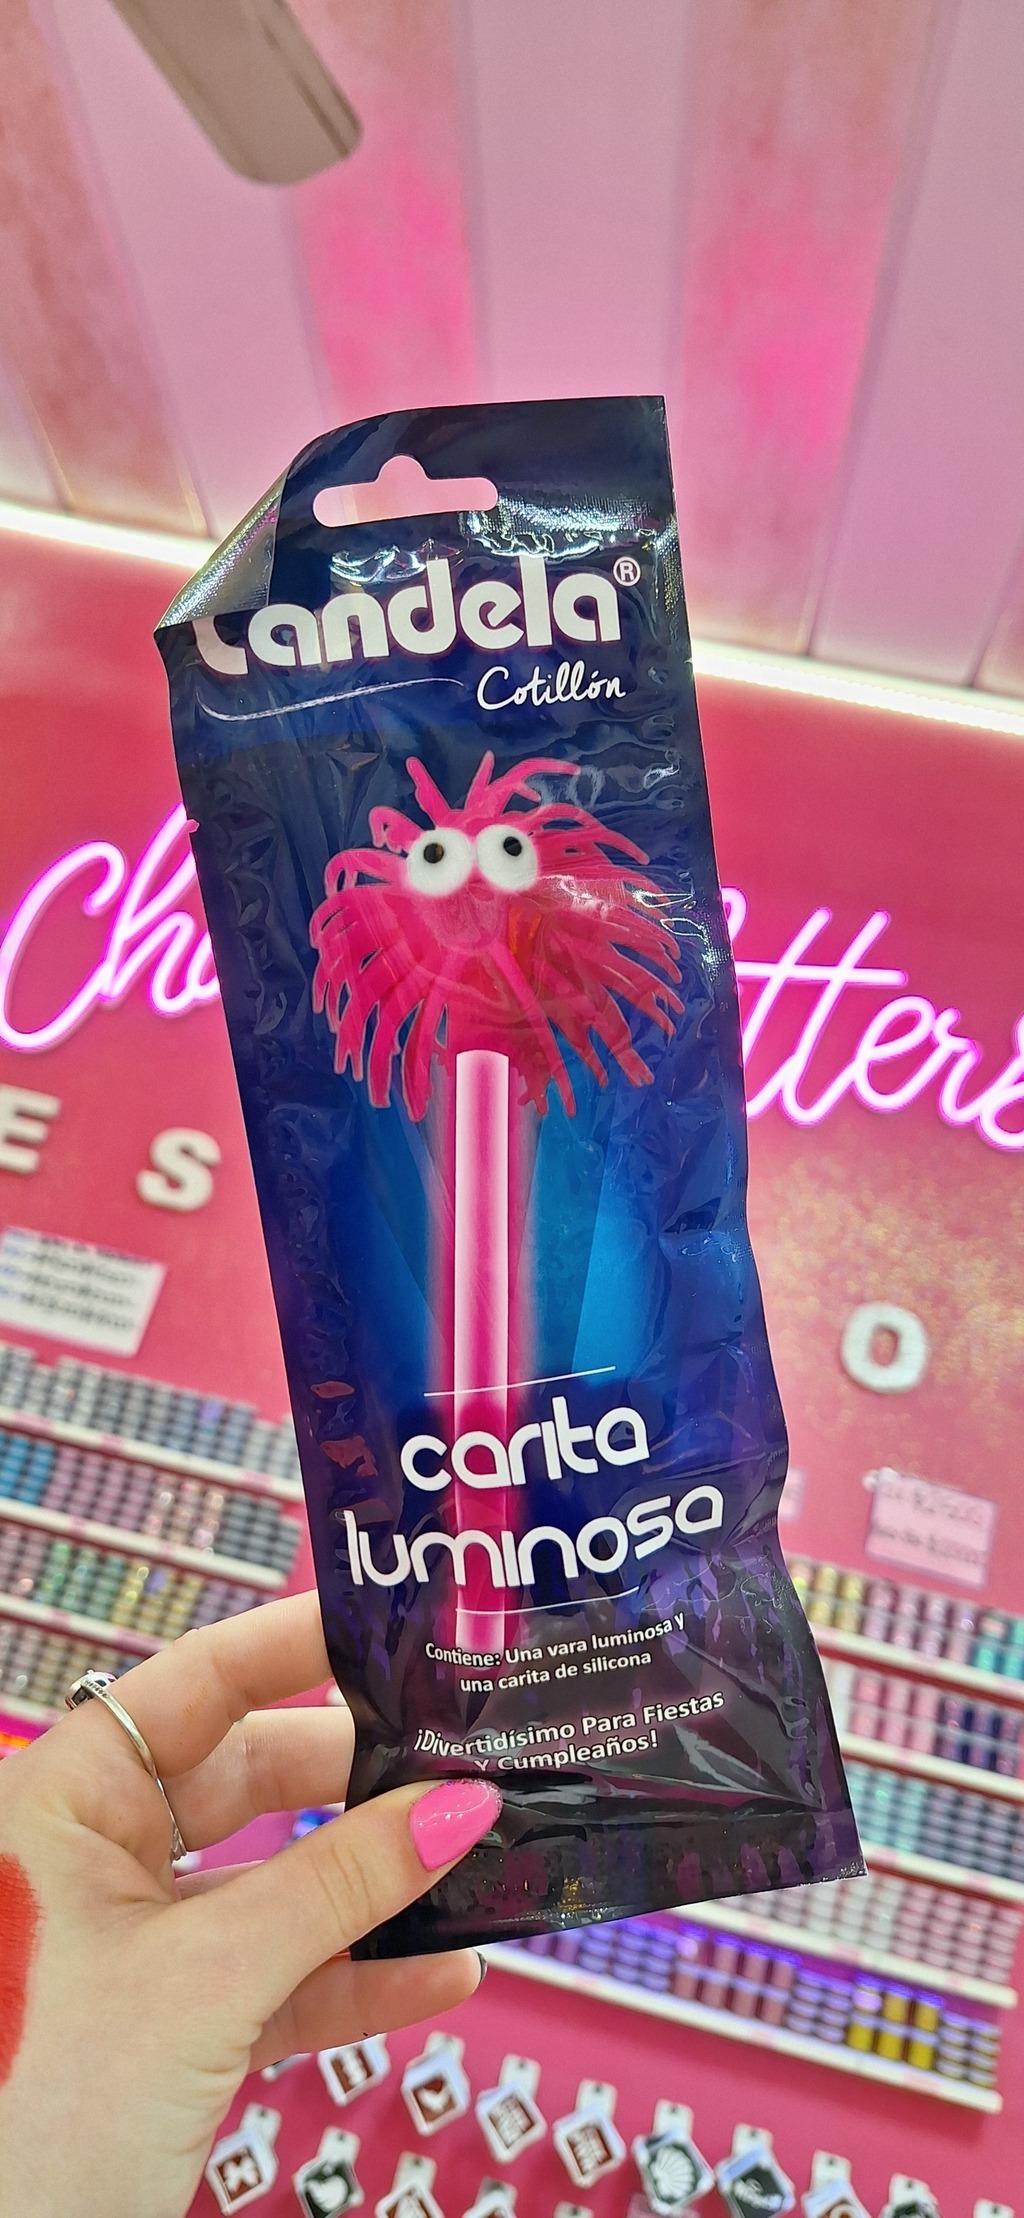 Candela®
Cotillón
E S
O
carita
luminosa
Contiene: Una vara luminosa y
una carita de silicona
¡Divertidísimo Para Fiestas
Y Cumpleaños!